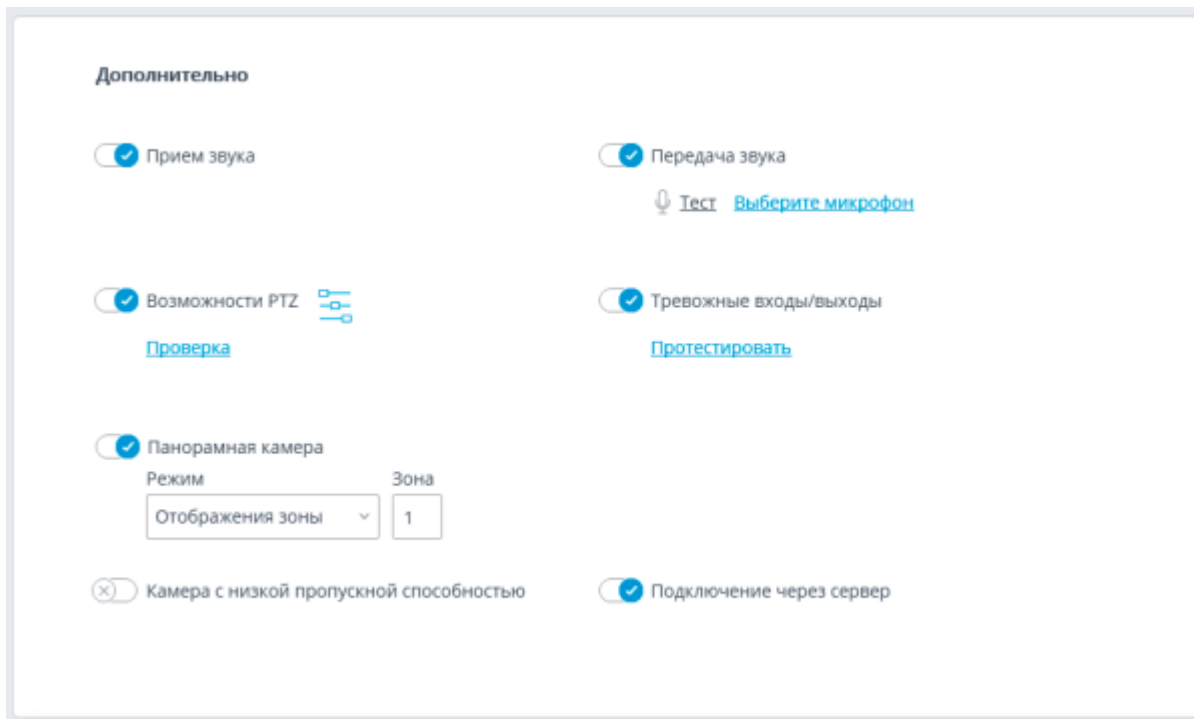 Дополнительно
Прием звука
Передача звука
Тест Выберите микрофон
Возможности PTZ
Тревожные входы/выходы
Проверка
Протестировать
Панорамная камера
Режим Зона
Отображения зоны 1
Камера с низкой пропускной способностью
Подключение через сервер